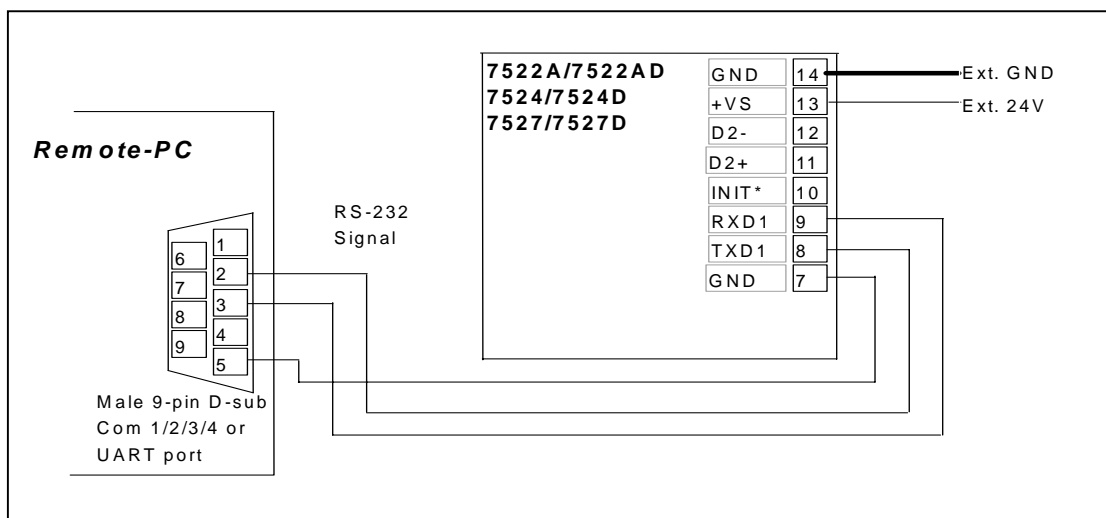 Remote-PC
RS-232
Signal
1
2
3
4
5
6
7
8
9
Male 9-pin D-sub
Com 1/2/3/4 or
UART port
7522A/7522AD
7524/7524D
7527/7527D
GND 14 Ext. GND
+VS 13 Ext. 24V
D2- 12
D2+ 11
INIT* 10
RXD1 9
TXD1 8
GND 7